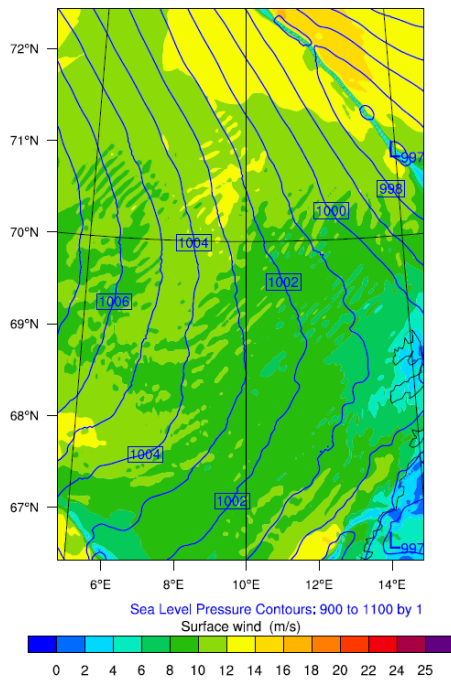 72°N
71°N
997
998
1000
70°N
1004
1002
1006
69°N
68°N
1004
1002
67°N
997
6°E 8°E 10°E 12°E 14°E
Sea Level Pressure Contours: 900 to 1100 by 1
Surface wind (m/s)
0 2 4 6 8 10 12 14 16 18 20 22 24 25